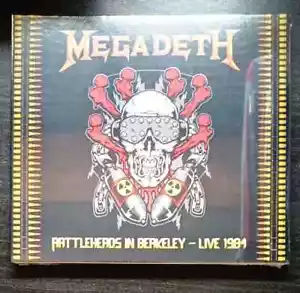 MEGADETH
RATTLEHEADS IN BERKELEY - LIVE 1984